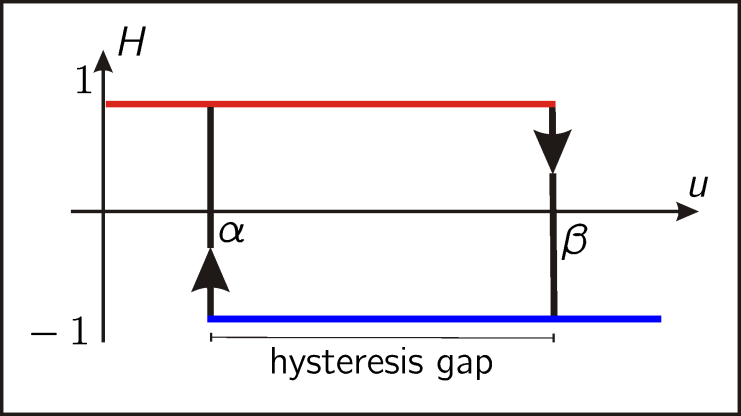 H
1
u
α
β
− 1
hysteresis gap